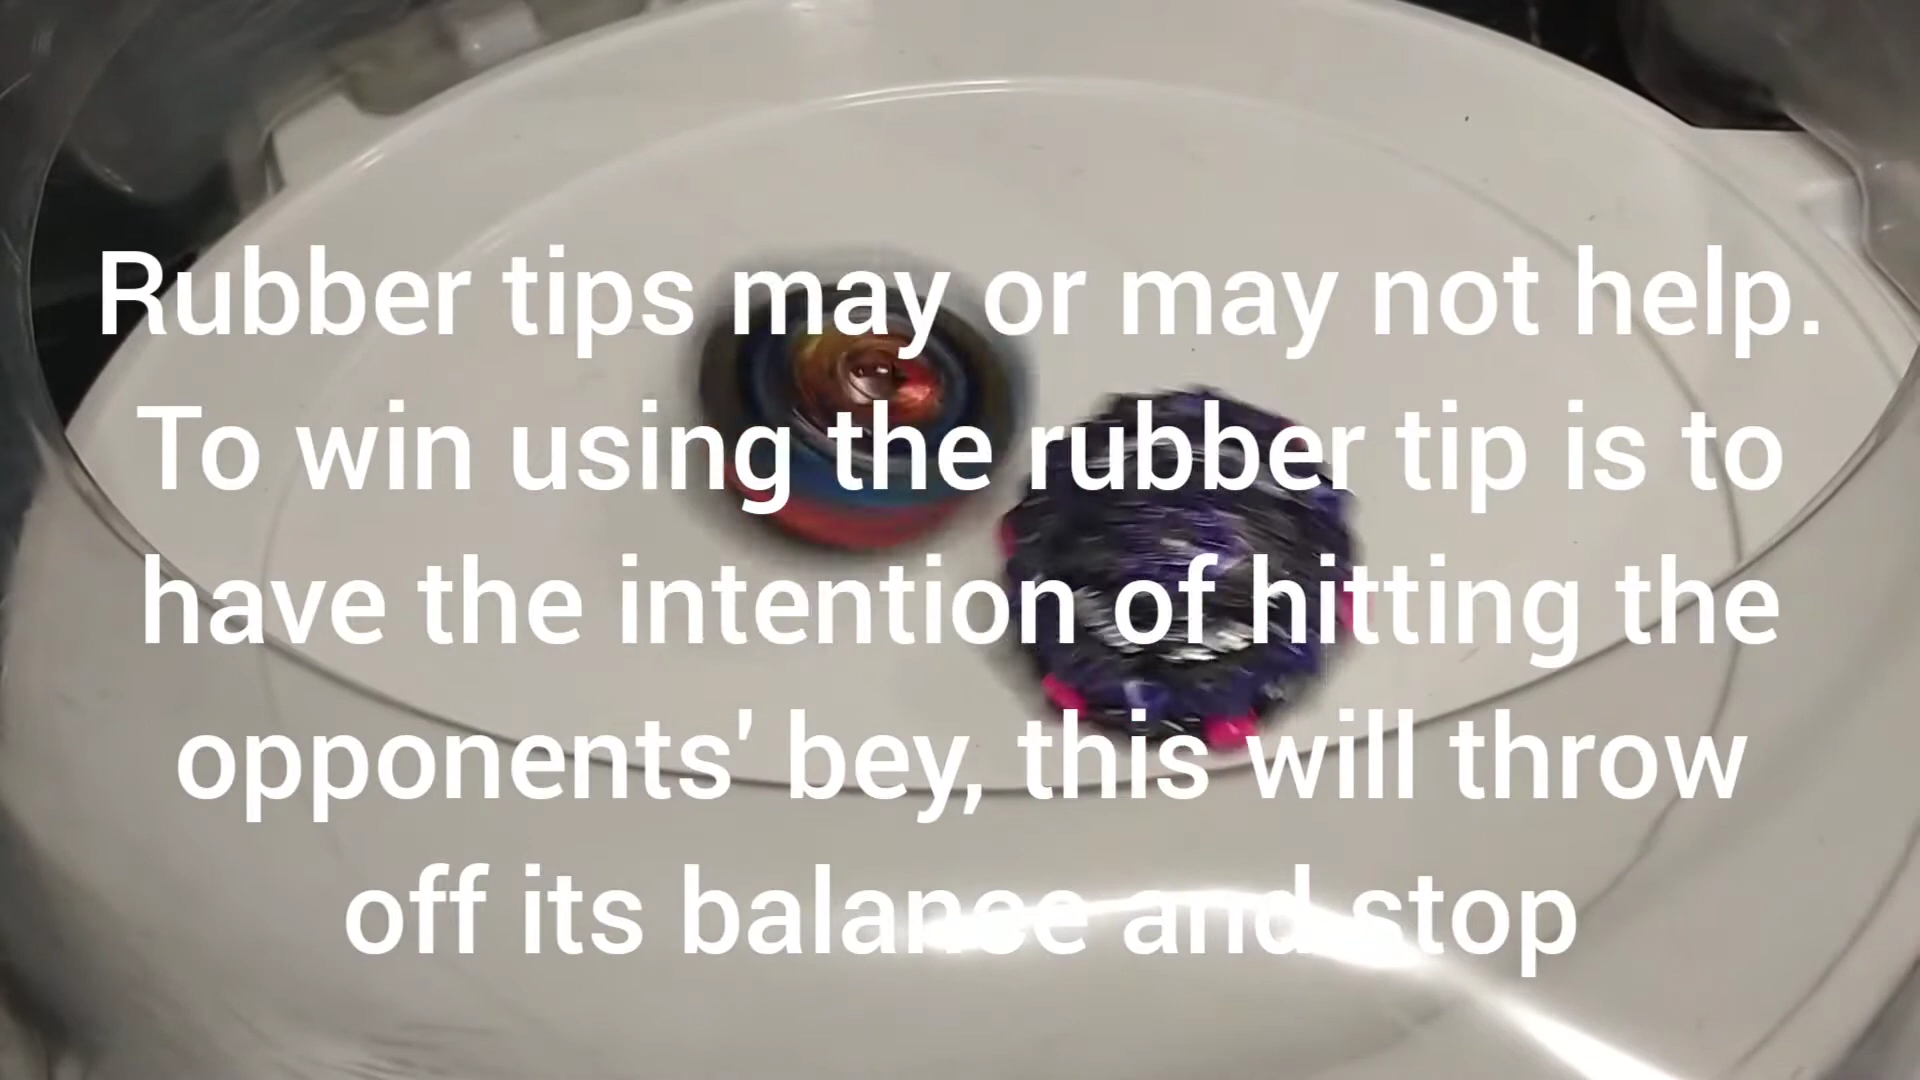 Rubber tips may or may not help.
To win using the rubber tip is to
have the intention of hitting the
opponents' bey, this will throw
off its balance and stop